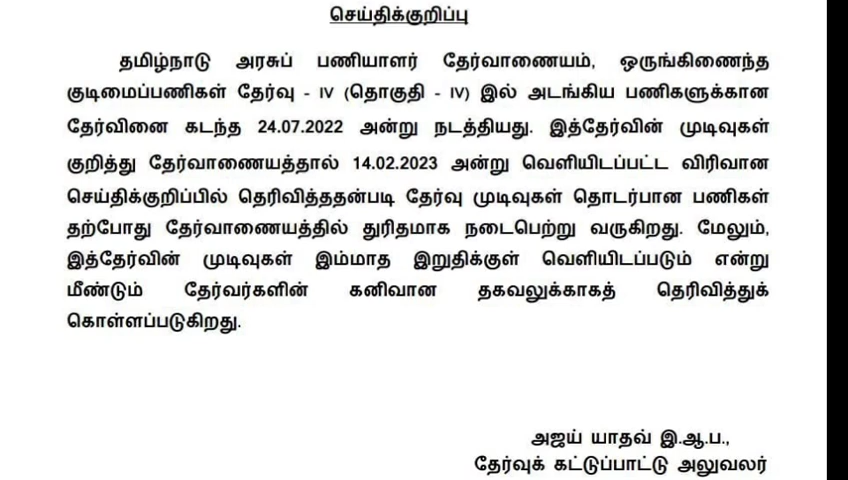 செய்திக்குறிப்பு
தமிழ்நாடு அரசுப் பணியாளர் தேர்வாணையம், ஒருங்கிணைந்த
குடிமைப்பணிகள் தேர்வு - IV (தொகுதி - IV) இல் அடங்கிய பணிகளுக்கான
தேர்வினை கடந்த 24.07.2022 அன்று நடத்தியது. இத்தேர்வின் முடிவுகள்
குறித்து தேர்வாணையத்தால் 14.02.2023 அன்று வெளியிடப்பட்ட விரிவான
செய்திக்குறிப்பில் தெரிவித்ததன்படி தேர்வு முடிவுகள் தொடர்பான பணிகள்
தற்போது தேர்வாணையத்தில் துரிதமாக நடைபெற்று வருகிறது. மேலும்,
இத்தேர்வின் முடிவுகள் இம்மாத இறுதிக்குள் வெளியிடப்படும் என்று
மீண்டும் தேர்வர்களின் கனிவான தகவலுக்காகத் தெரிவித்துக்
கொள்ளப்படுகிறது.
அஜய் யாதவ் இ.ஆ.ப.,
தேர்வுக் கட்டுப்பாட்டு அலுவலர்